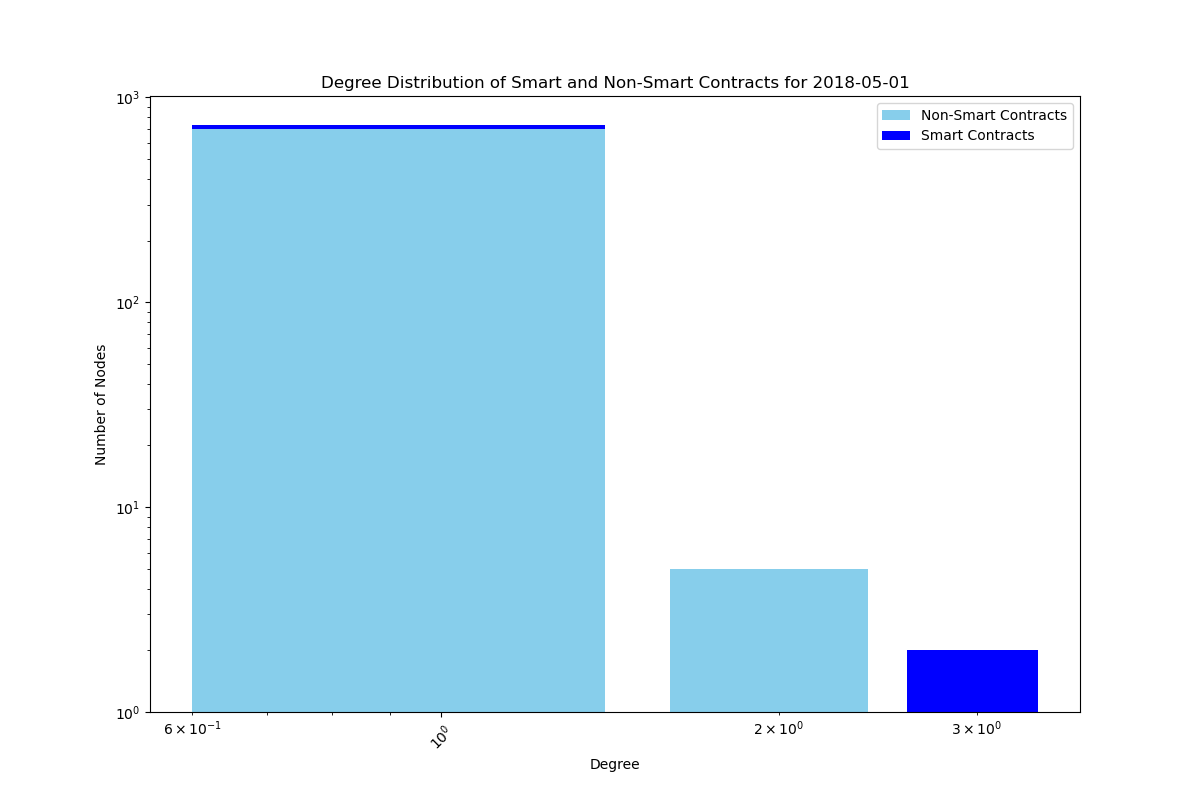 Degree Distribution of Smart and Non-Smart Contracts for 2018-05-01
Non-Smart Contracts
Smart Contracts
Number of Nodes
10³
10²
10¹
10⁰
6 × 10⁻¹
10⁰
2 × 10⁰
3 × 10⁰
Degree